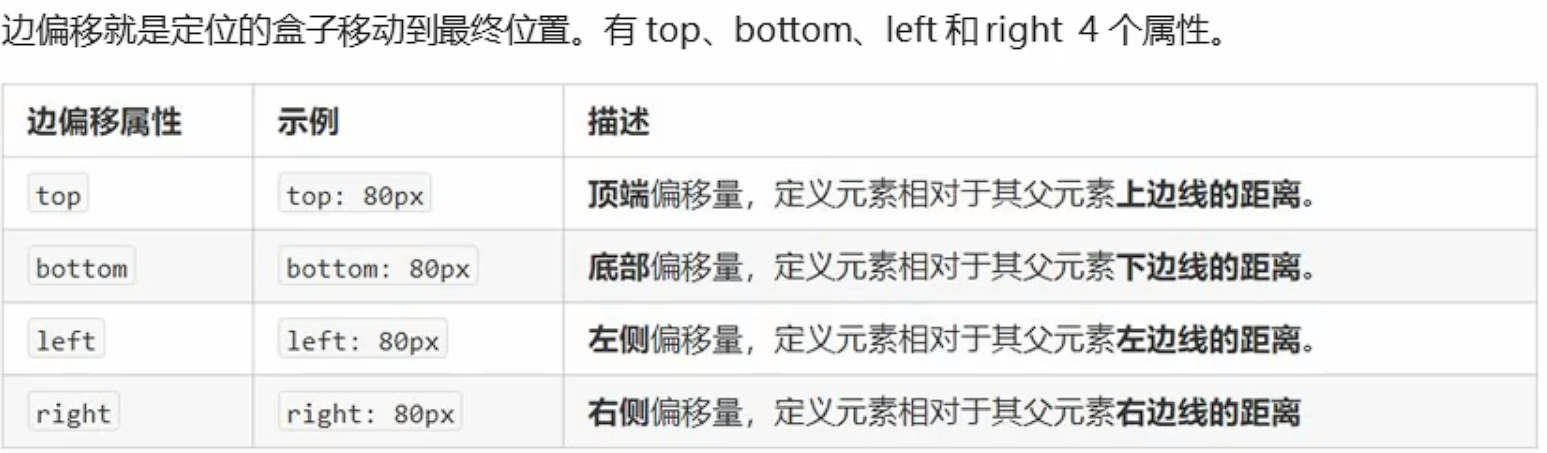 边偏移就是定位的盒子移动到最终位置。有 top、bottom、left 和 right 4 个属性。
边偏移属性 示例 描述
top top: 80px 顶端偏移量，定义元素相对于其父元素上边线的距离。
bottom bottom: 80px 底部偏移量，定义元素相对于其父元素下边线的距离。
left left: 80px 左侧偏移量，定义元素相对于其父元素左边线的距离。
right right: 80px 右侧偏移量，定义元素相对于其父元素右边线的距离